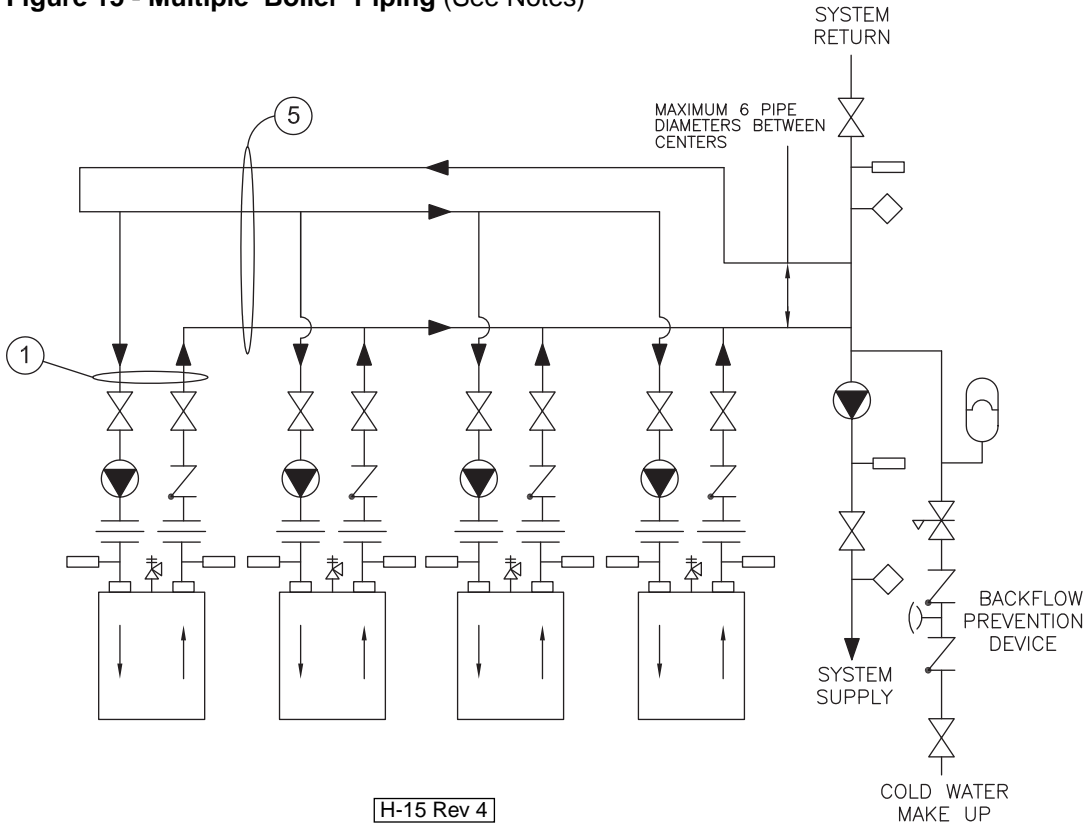 Figure 15 - Multiple Boiler Piping (See Notes)
SYSTEM
RETURN
5
MAXIMUM 6 PIPE
DIAMETERS BETWEEN
CENTERS
1
BACKFLOW
PREVENTION
DEVICE
SYSTEM
SUPPLY
COLD WATER
MAKE UP
H-15 Rev 4